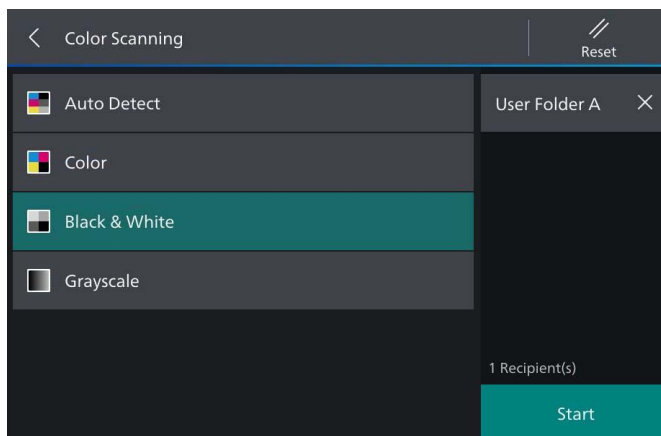 Color Scanning
Reset
Auto Detect
User Folder A
Color
Black & White
Grayscale
1 Recipient(s)
Start